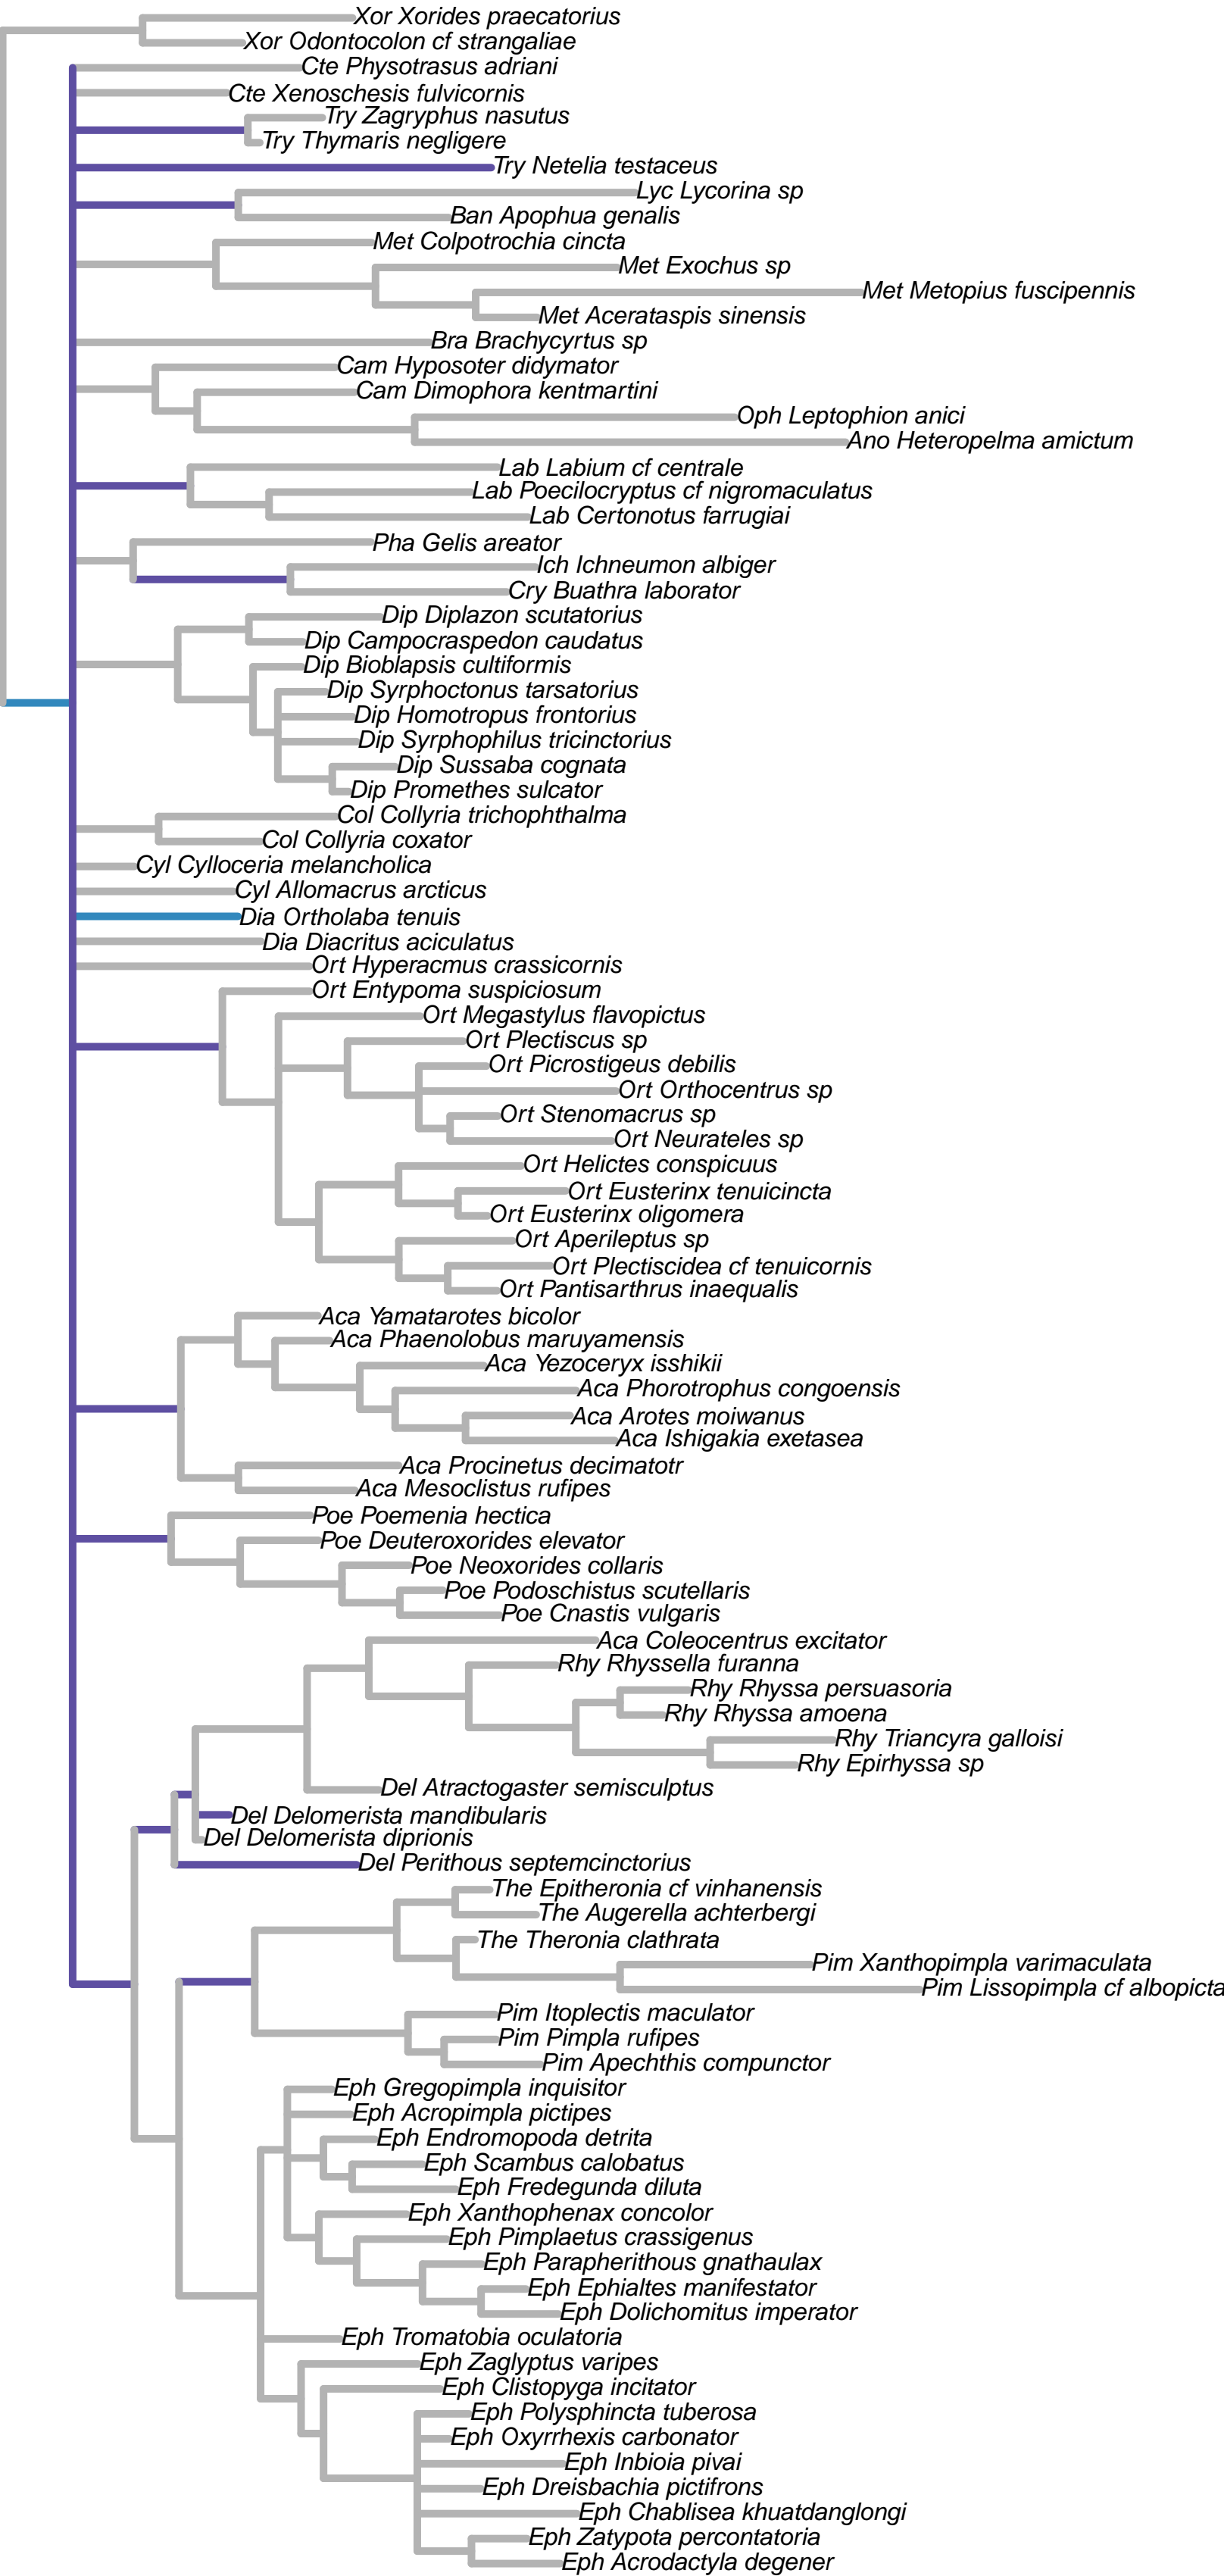 Xor Xorides praecatorius
Xor Odontocolon cf strangaliae
Cte Physotrasus adriani
Cte Xenoschesis fulvicornis
Try Zagryphus nasutus
Try Thymaris negligere
Try Netelia testaceus
Lyc Lycorina sp
Ban Apophua genalis
Met Colpotrochia cincta
Met Exochus sp
Met Metopius fuscipennis
Met Acerataspis sinensis
Bra Brachycyrtus sp
Cam Hyposoter didymator
Cam Dimophora kentmartini
Oph Leptophion anici
Ano Heteropelma amictum
Lab Labium cf centrale
Lab Poecilocryptus cf nigromaculatus
Lab Certonotus farrugiai
Pha Gelis areator
Ich Ichneumon albiger
Cry Buathra laborator
Dip Diplazon scutatorius
Dip Campocraspedon caudatus
Dip Bioblapsis cultiformis
Dip Syrphoctonus tarsatorius
Dip Homotropus frontorius
Dip Syrphophilus tricinctorius
Dip Sussaba cognata
Dip Promethes sulcator
Col Collyria trichophthalma
Col Collyria coxator
Cyl Cylloceria melancholica
Cyl Allomacrus arcticus
Dia Ortholaba tenuis
Dia Diacritus aciculatus
Ort Hyperacmus crassicornis
Ort Entypoma suspiciosum
Ort Megastylus flavopictus
Ort Plectiscus sp
Ort Picrostigeus debilis
Ort Orthocentrus sp
Ort Stenomacrus sp
Ort Neurateles sp
Ort Helictes conspicuus
Ort Eusterinx tenuicincta
Ort Eusterinx oligomera
Ort Aperileptus sp
Ort Plectiscidea cf tenuicornis
Ort Pantisarthrus inaequalis
Aca Yamatarotes bicolor
Aca Phaenolobus maruyamensis
Aca Yezoceryx isshikii
Aca Phorotrophus congoensis
Aca Arotes moiwanus
Aca Ishigakia exetasea
Aca Procinetus decimatotr
Aca Mesoclistus rufipes
Poe Poemenia hectica
Poe Deuteroxorides elevator
Poe Neoxorides collaris
Poe Podoschistus scutellaris
Poe Cnastis vulgaris
Aca Coleocentrus excitator
Rhy Rhyssella furanna
Rhy Rhyssa persuasoria
Rhy Rhyssa amoena
Rhy Triancyra galloisi
Rhy Epirhyssa sp
Del Atractogaster semisculptus
Del Delomerista mandibularis
Del Delomerista diprionis
Del Perithous septemcinctorius
The Epitheronia cf vinhanensis
The Augerella achterbergi
The Theronia clathrata
Pim Xanthopimpla varimaculata
Pim Lissopimpla cf albopicta
Pim Itoplectis maculator
Pim Pimpla rufipes
Pim Apechthis compunctor
Eph Gregopimpla inquisitor
Eph Acropimpla pictipes
Eph Endromopoda detrita
Eph Scambus calobatus
Eph Fredegunda diluta
Eph Xanthophenax concolor
Eph Pimplaetus crassigenus
Eph Parapherithous gnathaulax
Eph Ephialtes manifestator
Eph Dolichomitus imperator
Eph Tromatobia oculatoria
Eph Zaglyptus varipes
Eph Clistopyga incitator
Eph Polysphincta tuberosa
Eph Oxyrrhexis carbonator
Eph Inbioia pivai
Eph Dreisbachia pictifrons
Eph Chablisea khuatdanglongi
Eph Zatypota percontatoria
Eph Acrodactyla degener